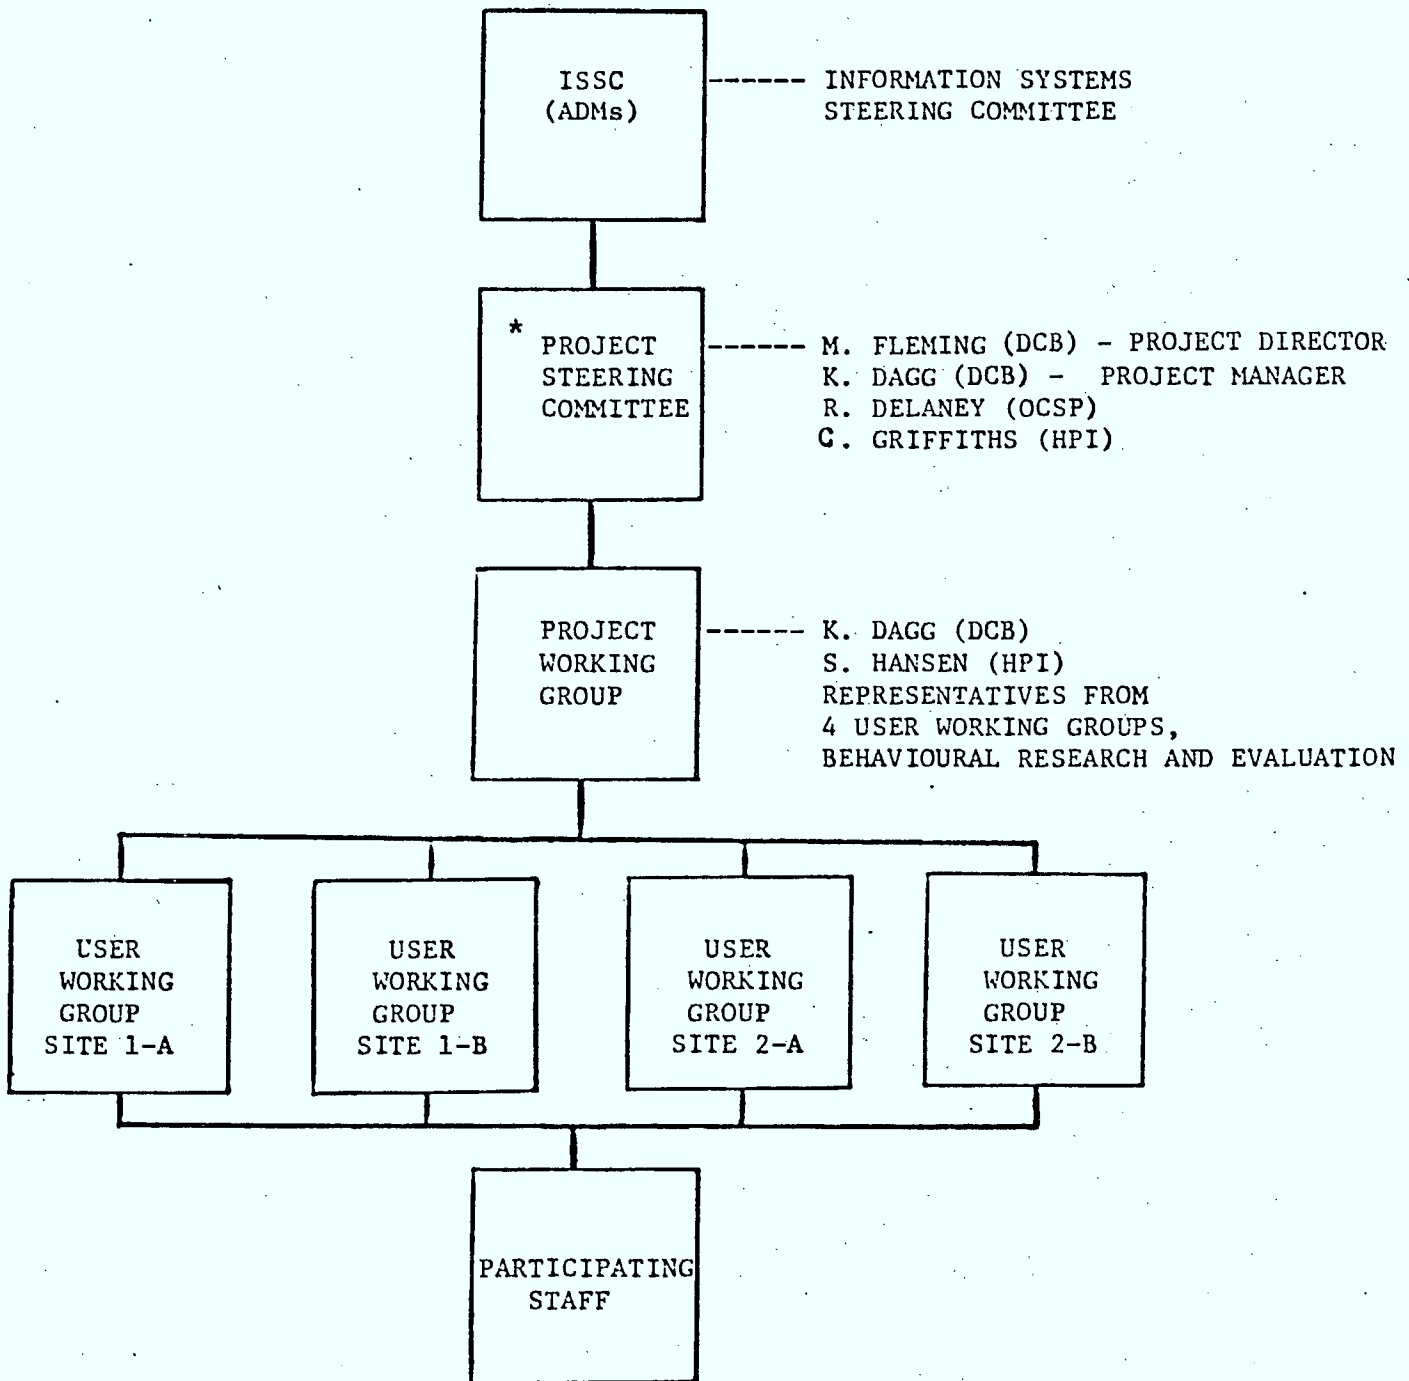 ISSC
(ADMs)
------ INFORMATION SYSTEMS
STEERING COMMITTEE
* PROJECT
STEERING
COMMITTEE
------ M. FLEMING (DCB) - PROJECT DIRECTOR
K. DAGG (DCB) - PROJECT MANAGER
R. DELANEY (OCSP)
C. GRIFFITHS (HPI)
PROJECT
WORKING
GROUP
------ K. DAGG (DCB)
S. HANSEN (HPI)
REPRESENTATIVES FROM
4 USER WORKING GROUPS,
BEHAVIOURAL RESEARCH AND EVALUATION
USER
WORKING
GROUP
SITE 1-A
USER
WORKING
GROUP
SITE 1-B
USER
WORKING
GROUP
SITE 2-A
USER
WORKING
GROUP
SITE 2-B
PARTICIPATING
STAFF